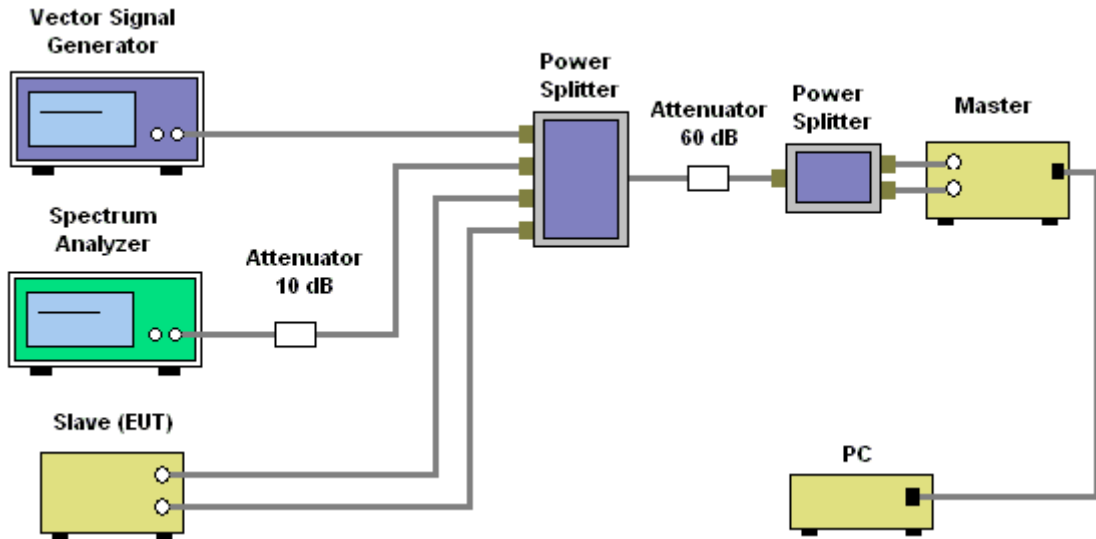 Vector Signal
Generator
Power
Splitter
Attenuator
60 dB
Power
Splitter
Master
Spectrum
Analyzer
Attenuator
10 dB
Slave (EUT)
PC